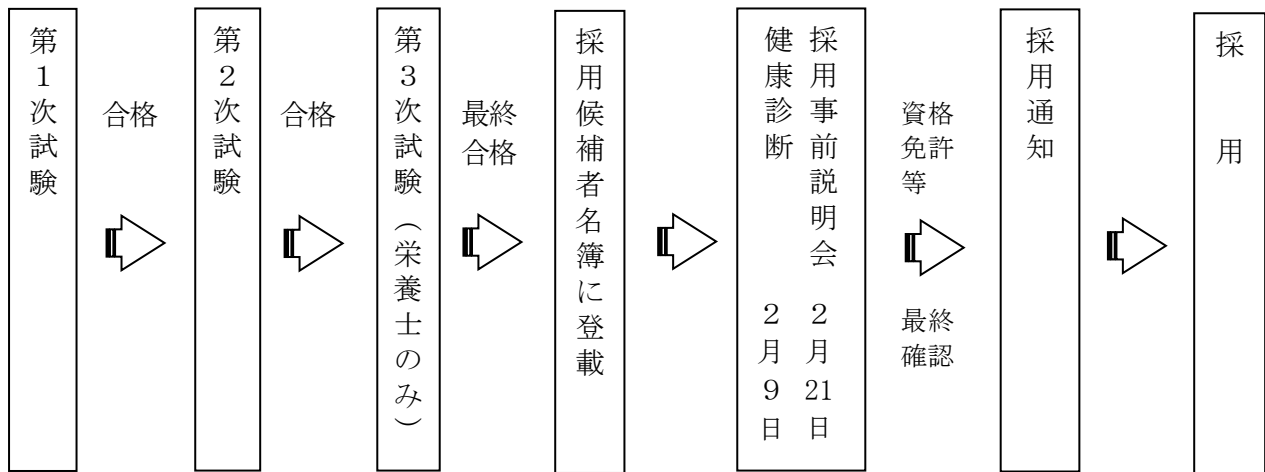 第１次試験
合格
第２次試験
合格
第３次試験（栄養士のみ）
最終
合格
採用候補者名簿に登載
採用事前説明会　２月21日
健康診断　２月９日
資格
免許
等
最終
確認
採用通知
採用